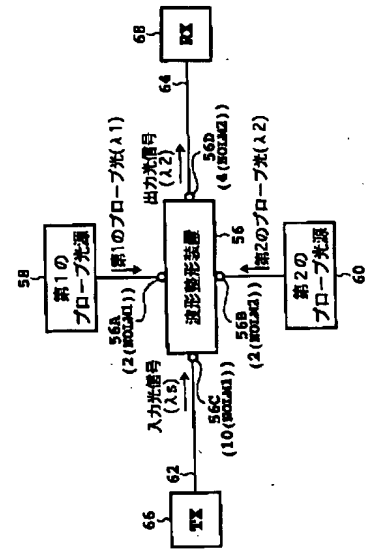 58
第1の
プローブ光源
第1のプローブ光(λ1)
56A
(2(NOLM1))
入力光信号
(λs)
62
66
TX
56C
(10(NOLM1))
56
波形整形装置
出力光信号
(λ2)
64
68
RX
56D
(4(NOLM2))
56B
(2(NOLM2))
第2のプローブ光(λ2)
第2の
プローブ光源
60